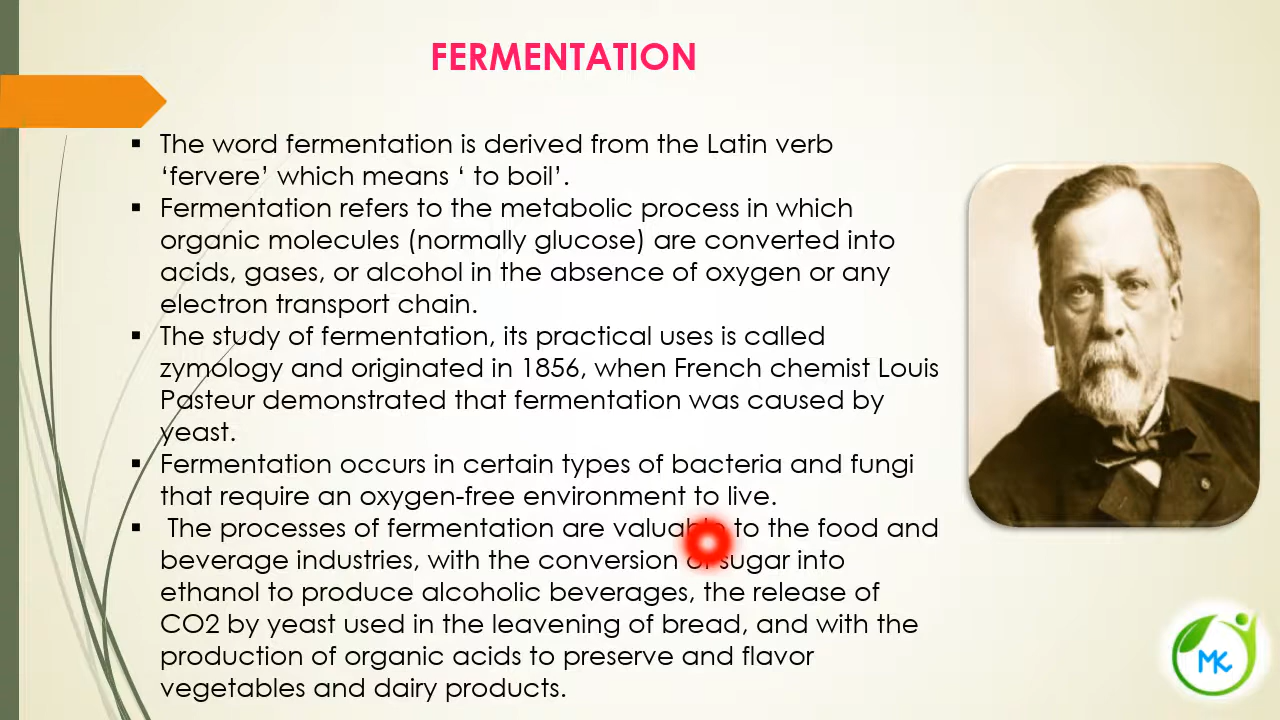 FERMENTATION
▪ The word fermentation is derived from the Latin verb
‘fervere’ which means ‘ to boil’.
▪ Fermentation refers to the metabolic process in which
organic molecules (normally glucose) are converted into
acids, gases, or alcohol in the absence of oxygen or any
electron transport chain.
▪ The study of fermentation, its practical uses is called
zymology and originated in 1856, when French chemist Louis
Pasteur demonstrated that fermentation was caused by
yeast.
▪ Fermentation occurs in certain types of bacteria and fungi
that require an oxygen-free environment to live.
▪ The processes of fermentation are valuable to the food and
beverage industries, with the conversion of sugar into
ethanol to produce alcoholic beverages, the release of
CO2 by yeast used in the leavening of bread, and with the
production of organic acids to preserve and flavor
vegetables and dairy products.
MK